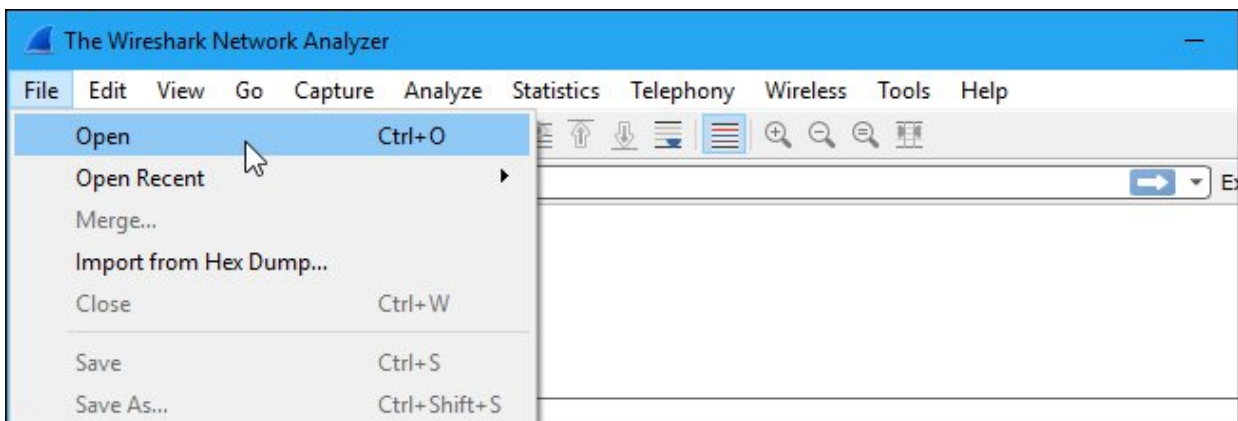 The Wireshark Network Analyzer
File Edit View Go Capture Analyze Statistics Telephony Wireless Tools Help
Open Ctrl+O
Open Recent
Merge...
Import from Hex Dump...
Close Ctrl+W
Save Ctrl+S
Save As... Ctrl+Shift+S